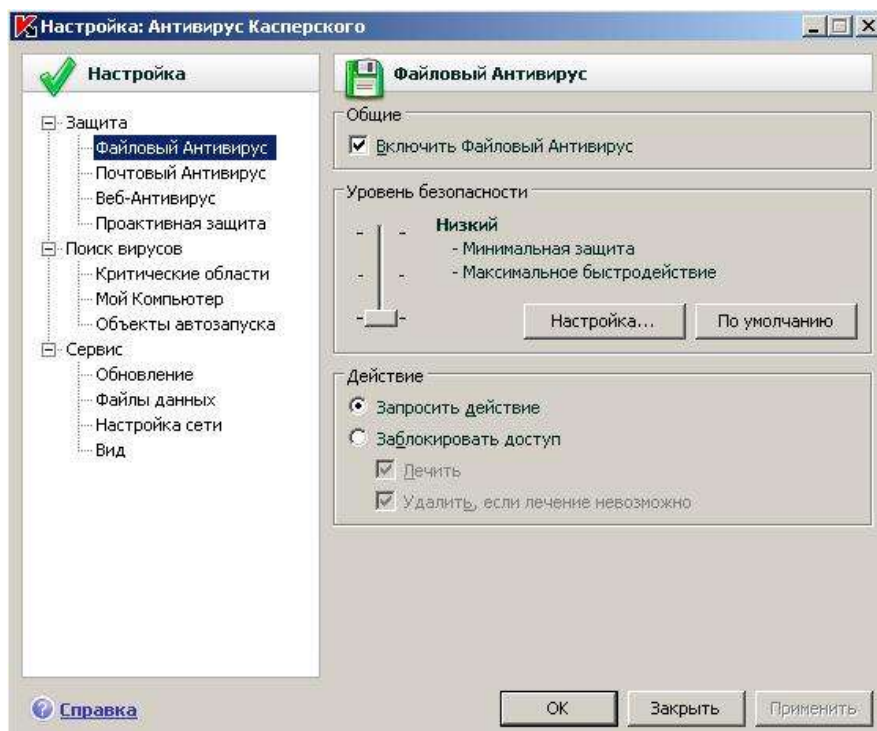 Настройка: Антивирус Касперского
Настройка
Защита
Файловый Антивирус
Почтовый Антивирус
Веб-Антивирус
Проактивная защита
Поиск вирусов
Критические области
Мой Компьютер
Объекты автозапуска
Сервис
Обновление
Файлы данных
Настройка сети
Вид
Файловый Антивирус
Общие
Включить Файловый Антивирус
Уровень безопасности
Низкий
- Минимальная защита
- Максимальное быстродействие
Настройка...
По умолчанию
Действие
Запросить действие
Заблокировать доступ
Лечить
Удалить, если лечение невозможно
Справка
ОК
Закрыть
Применить